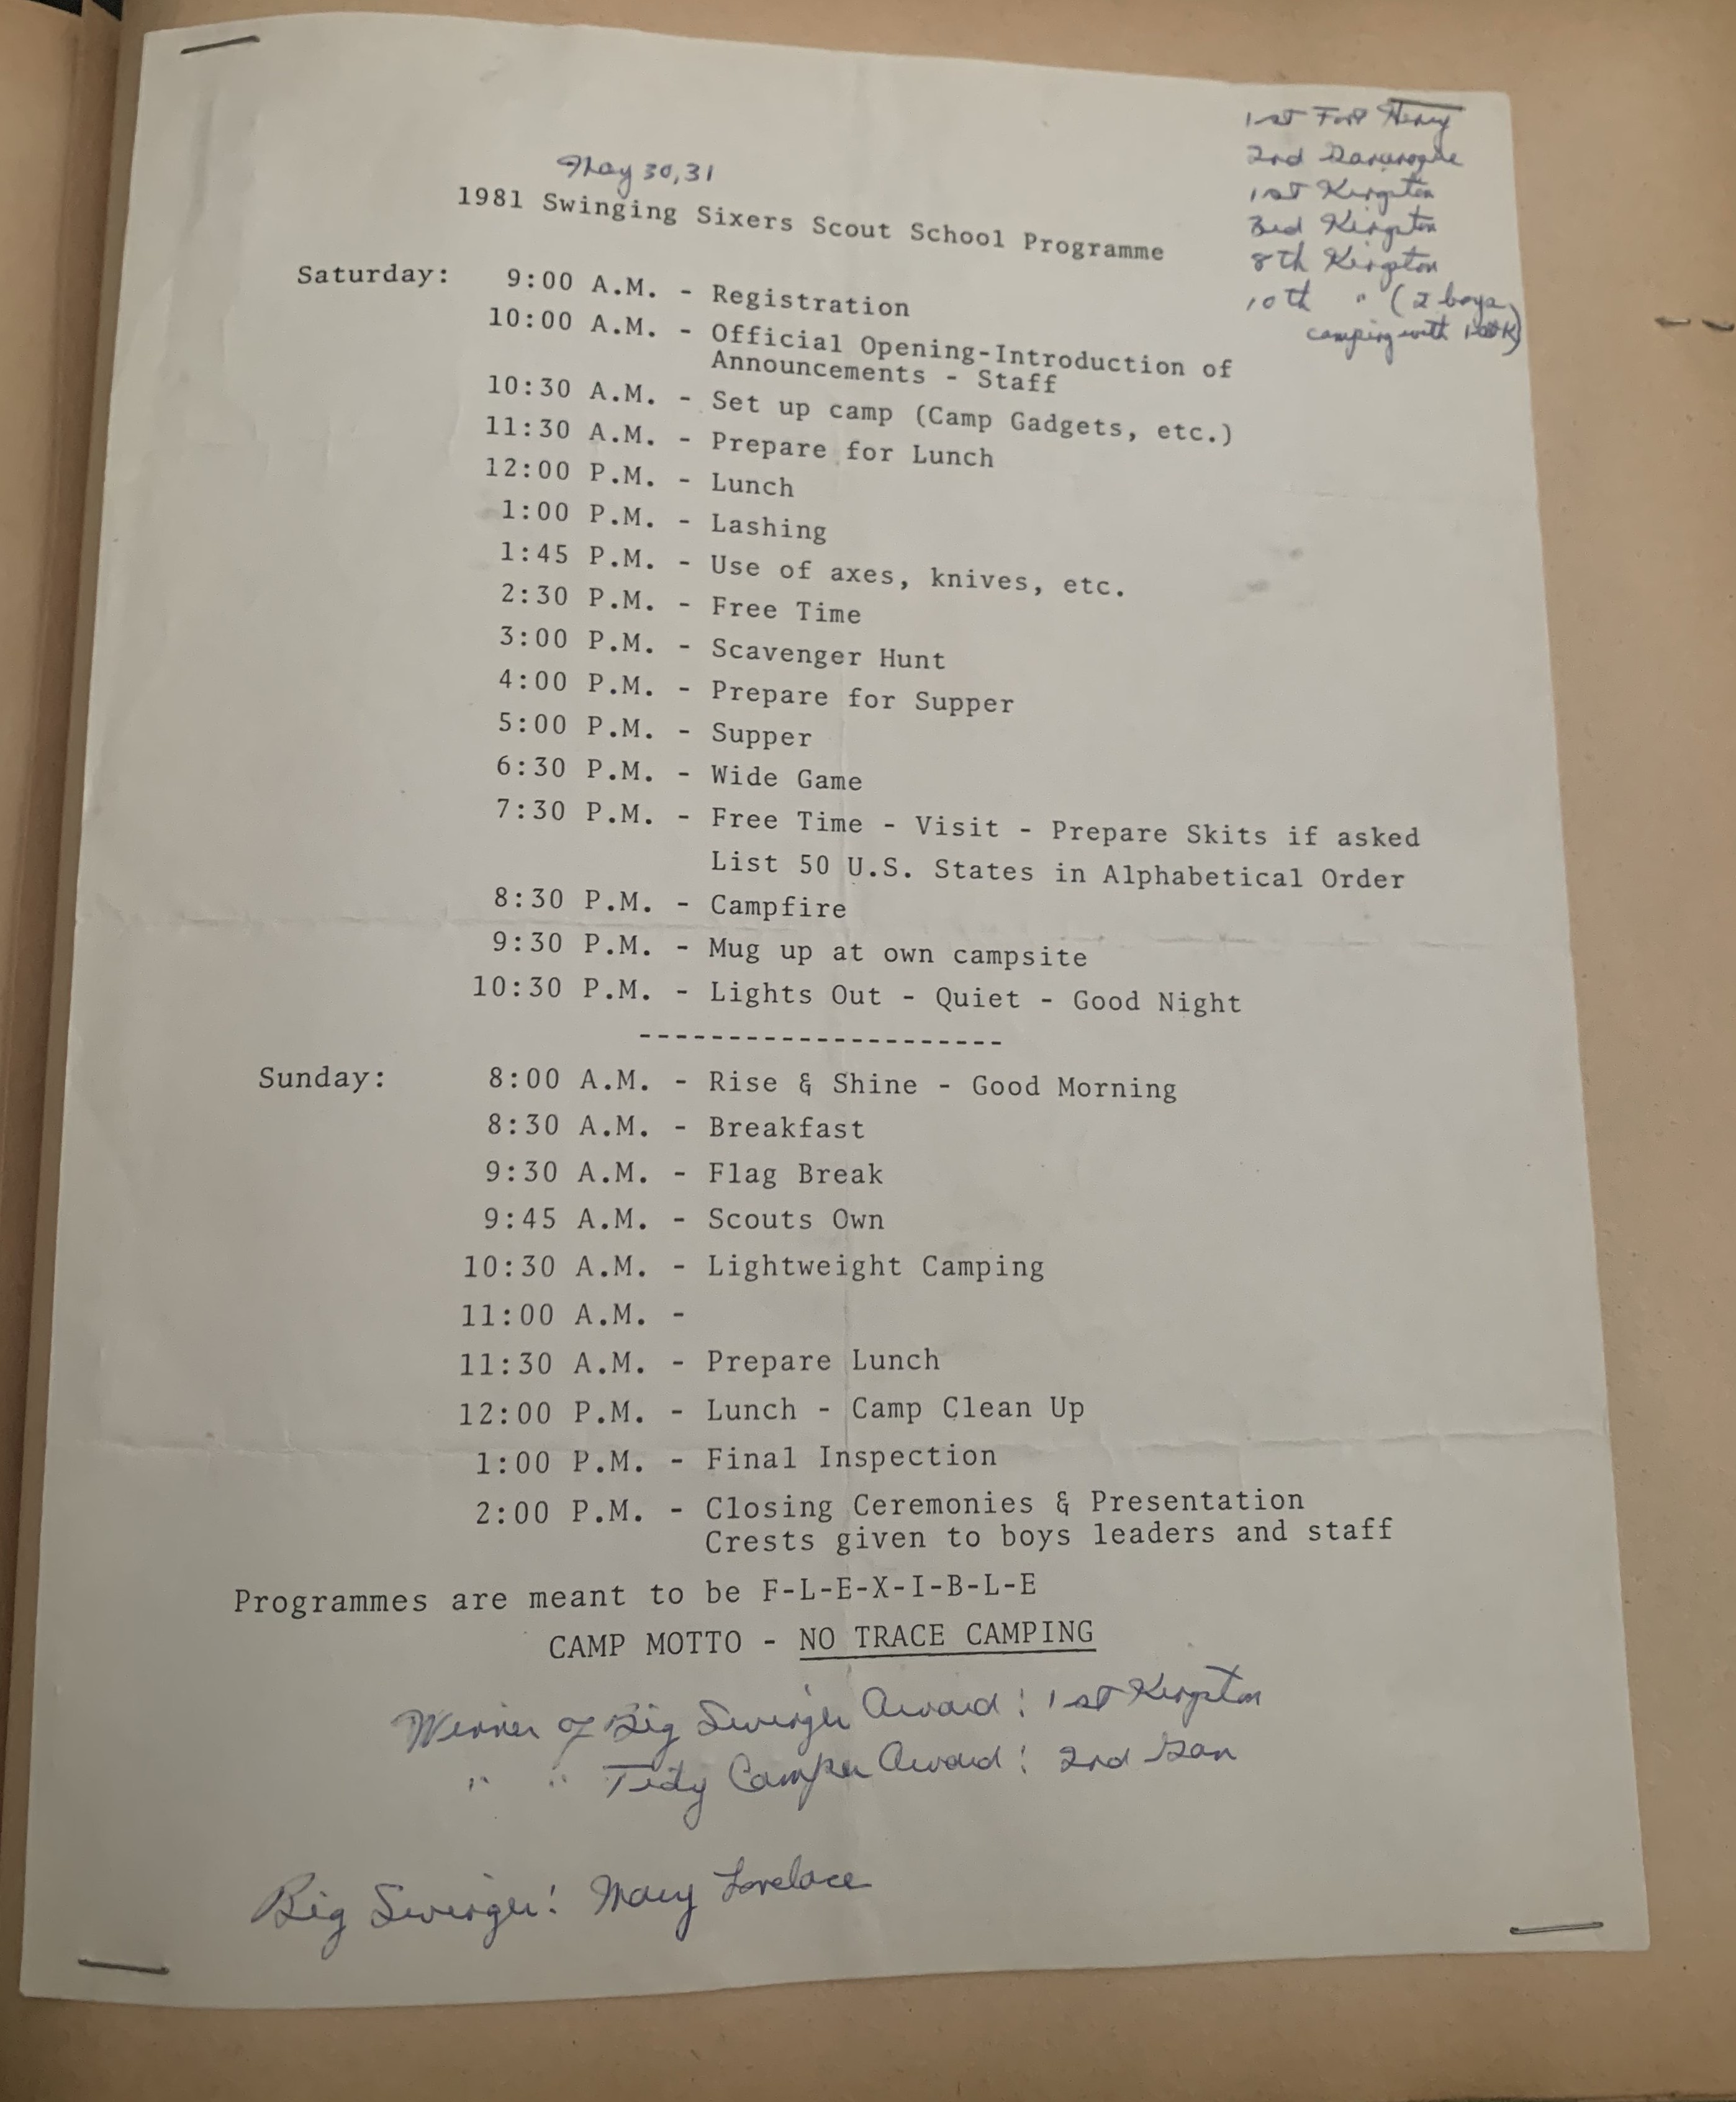 1st Fort Henry
2nd Gananoque
1st Kingston
3rd Kingston
8th Kingston
10th " (2 boys
camping with 1st K)
May 30, 31
1981 Swinging Sixers Scout School Programme
Saturday: 9:00 A.M. - Registration
10:00 A.M. - Official Opening-Introduction of
Announcements - Staff
10:30 A.M. - Set up camp (Camp Gadgets, etc.)
11:30 A.M. - Prepare for Lunch
12:00 P.M. - Lunch
1:00 P.M. - Lashing
1:45 P.M. - Use of axes, knives, etc.
2:30 P.M. - Free Time
3:00 P.M. - Scavenger Hunt
4:00 P.M. - Prepare for Supper
5:00 P.M. - Supper
6:30 P.M. - Wide Game
7:30 P.M. - Free Time - Visit - Prepare Skits if asked
List 50 U.S. States in Alphabetical Order
8:30 P.M. - Campfire
9:30 P.M. - Mug up at own campsite
10:30 P.M. - Lights Out - Quiet - Good Night
---------------------
Sunday: 8:00 A.M. - Rise & Shine - Good Morning
8:30 A.M. - Breakfast
9:30 A.M. - Flag Break
9:45 A.M. - Scouts Own
10:30 A.M. - Lightweight Camping
11:00 A.M. -
11:30 A.M. - Prepare Lunch
12:00 P.M. - Lunch - Camp Clean Up
1:00 P.M. - Final Inspection
2:00 P.M. - Closing Ceremonies & Presentation
Crests given to boys leaders and staff
Programmes are meant to be F-L-E-X-I-B-L-E
CAMP MOTTO - NO TRACE CAMPING
Winner of Big Swinger Award: 1st Kingston
" " Tidy Camper Award: 2nd Gan
Big Swinger: Mary Lovelace